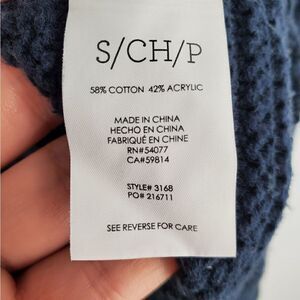 S/CH/P
58% COTTON 42% ACRYLIC
MADE IN CHINA
HECHO EN CHINA
FABRIQUÉ EN CHINE
RN#54077
CA#59814
STYLE# 3168
PO# 216711
SEE REVERSE FOR CARE